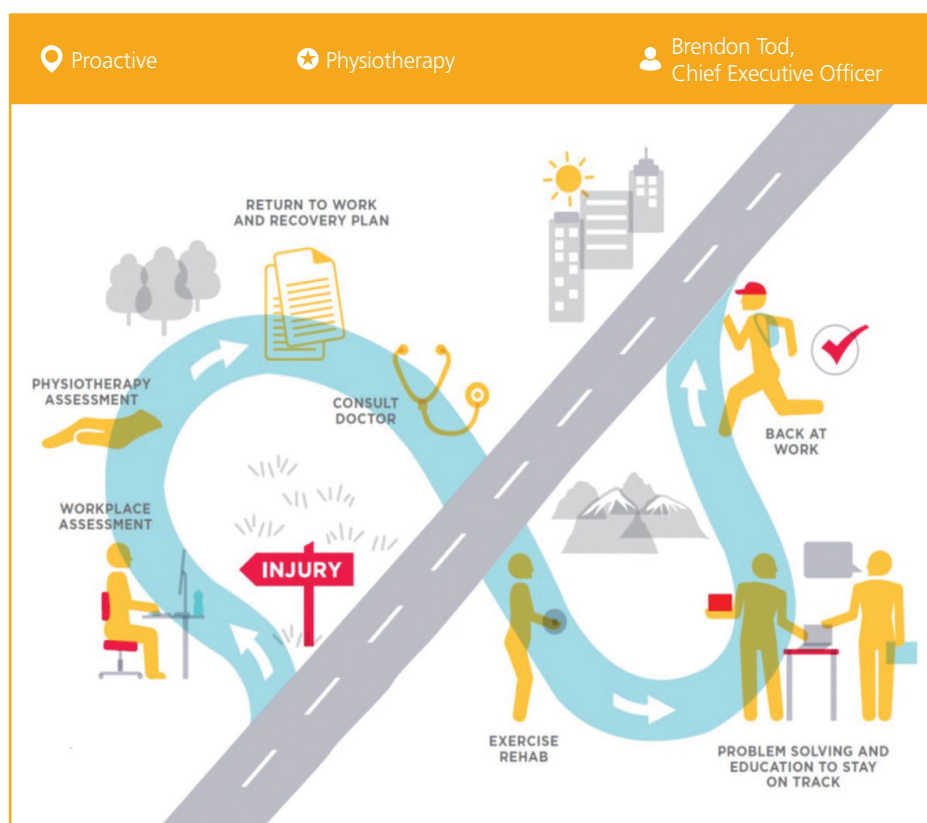 Proactive
Physiotherapy
Brendon Tod,
Chief Executive Officer
RETURN TO WORK
AND RECOVERY PLAN
PHYSIOTHERAPY
ASSESSMENT
CONSULT
DOCTOR
WORKPLACE
ASSESSMENT
INJURY
BACK AT
WORK
EXERCISE
REHAB
PROBLEM SOLVING AND
EDUCATION TO STAY
ON TRACK